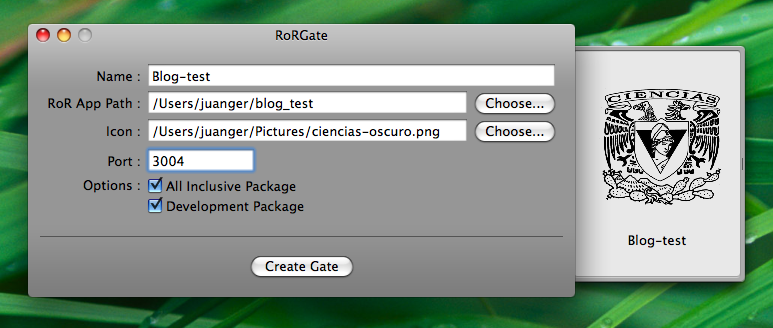 RoRGate
Name : Blog-test
RoR App Path : /Users/juanger/blog_test Choose...
Icon : /Users/juanger/Pictures/ciencias-oscuro.png Choose...
Port : 3004
Options : All Inclusive Package
Development Package
Create Gate
CIENCIAS
Blog-test